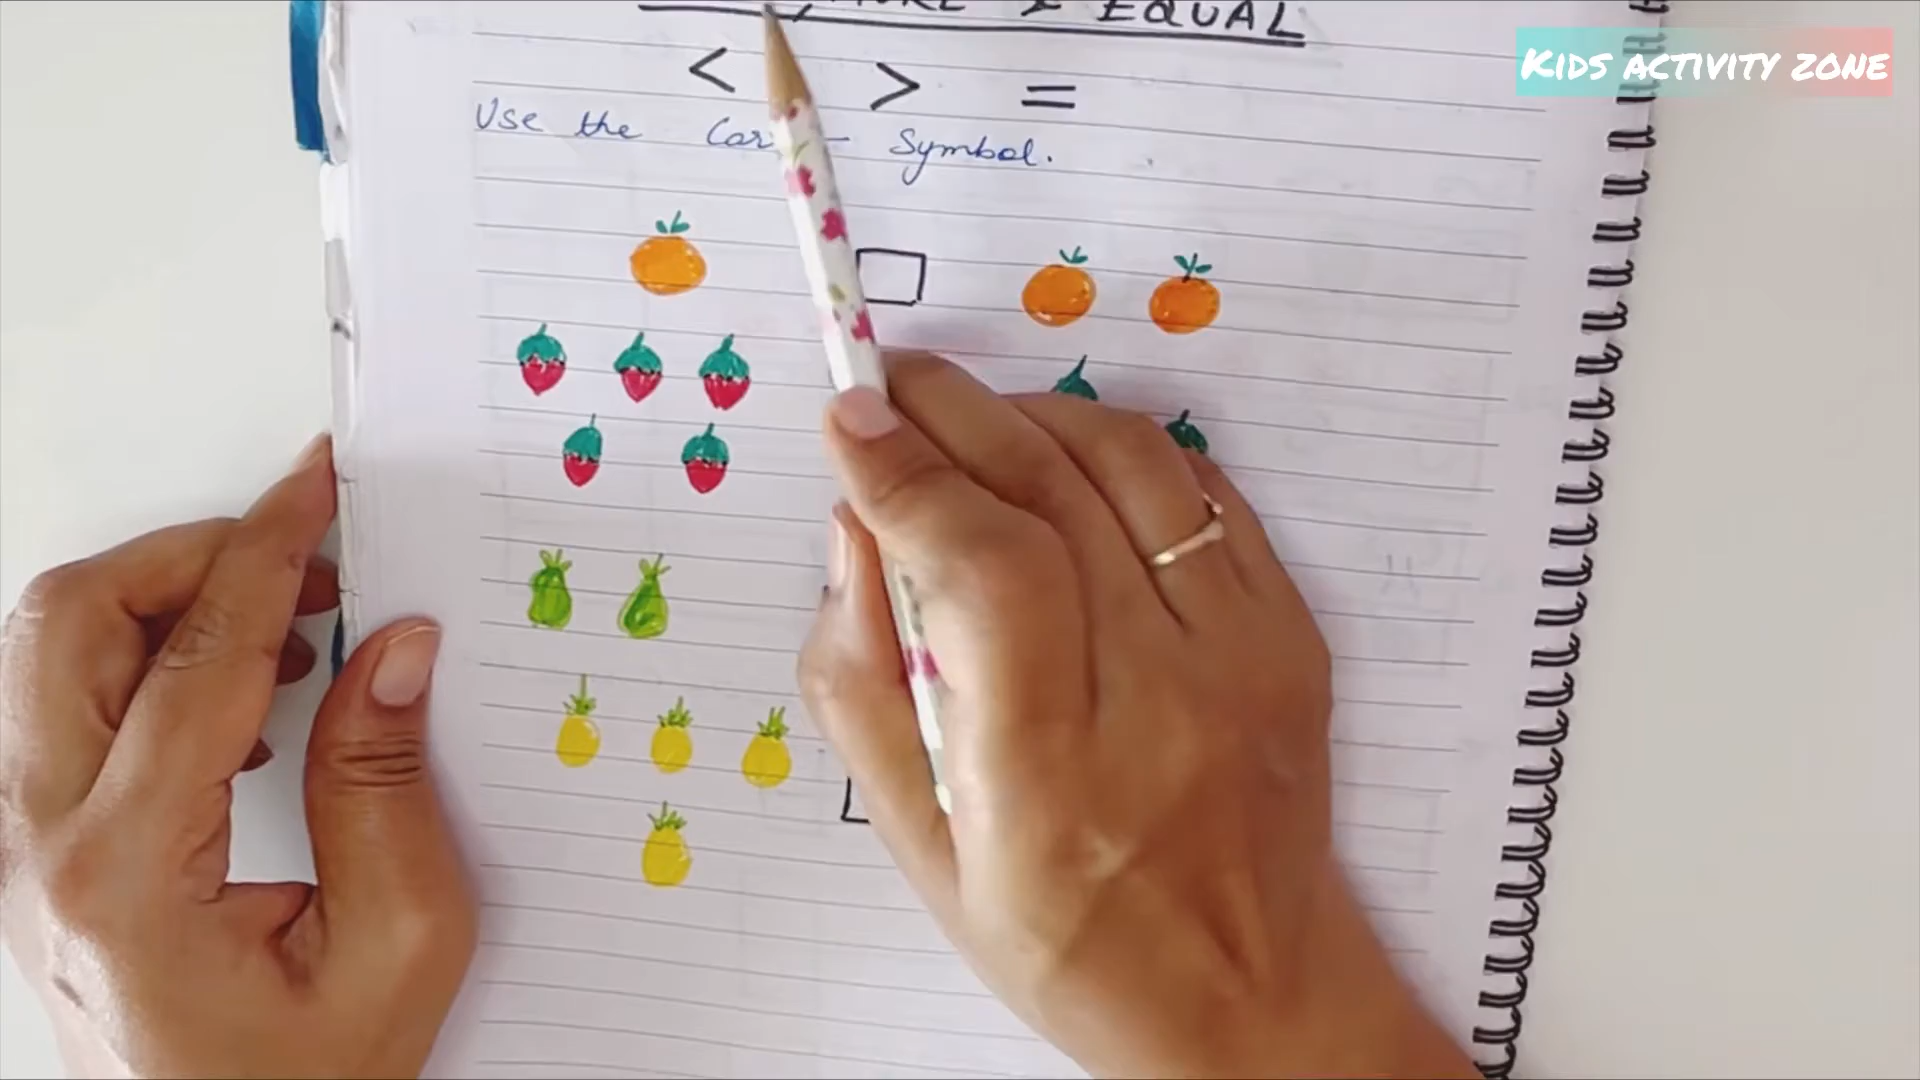 & EQUAL
< > =
Use the Symbol.
KIDS ACTIVITY ZONE